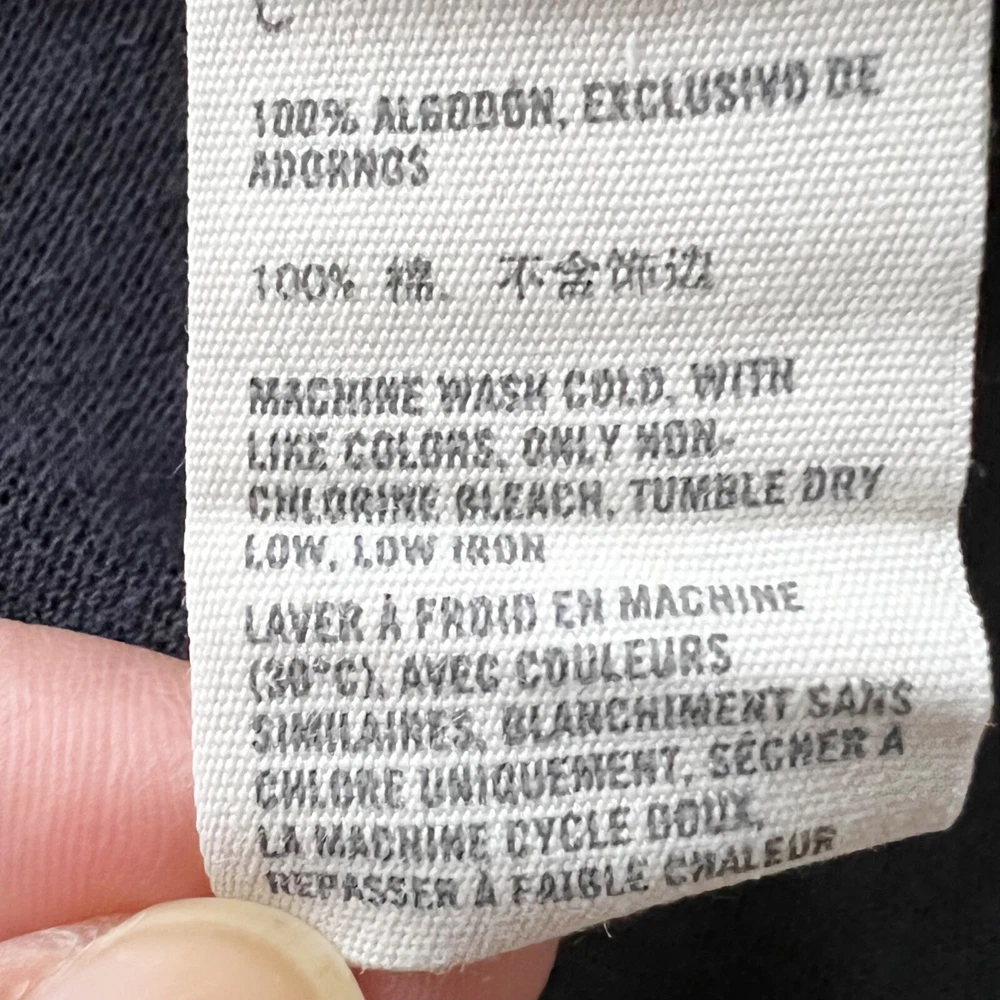 100% ALGODÓN, EXCLUSIVO DE
ADORNOS
100% 棉. 不含饰边
MACHINE WASH COLD, WITH
LIKE COLORS, ONLY NON-
CHLORINE BLEACH, TUMBLE DRY
LOW, LOW IRON
LAVER À FROID EN MACHINE
(30°C), AVEC COULEURS
SIMILAIRES, BLANCHIMENT SANS
CHLORE UNIQUEMENT, SÉCHER À
LA MACHINE CYCLE DOUX,
REPASSER À FAIBLE CHALEUR